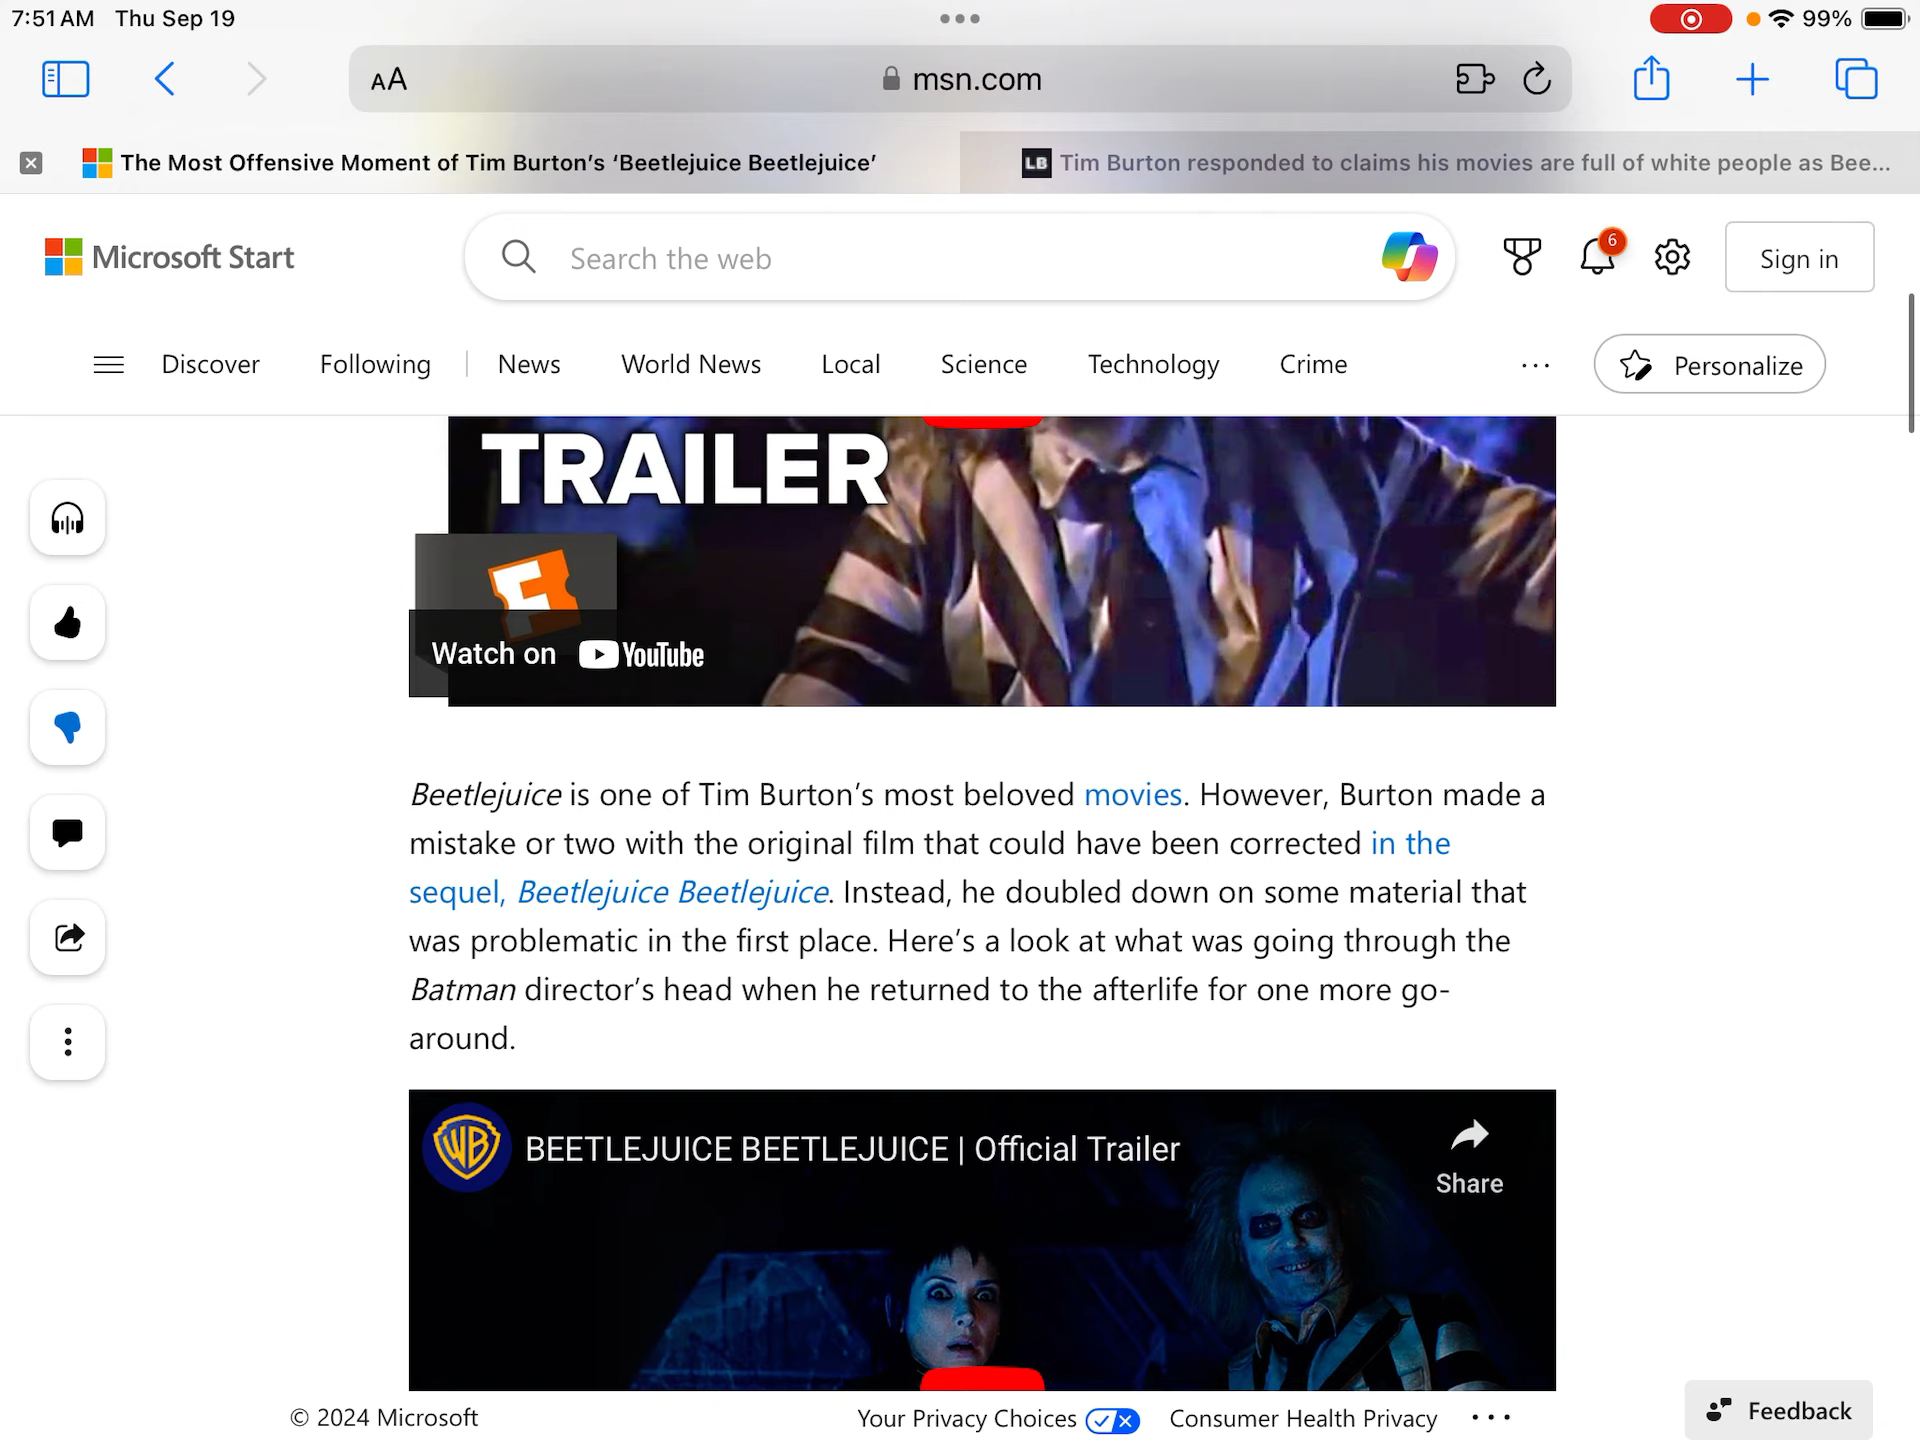 7:51 AM Thu Sep 19
99%
AA
msn.com
The Most Offensive Moment of Tim Burton's ‘Beetlejuice Beetlejuice’
LB Tim Burton responded to claims his movies are full of white people as Bee...
Microsoft Start
Search the web
6
Sign in
Discover
Following
News
World News
Local
Science
Technology
Crime
Personalize
TRAILER
Watch on YouTube
Beetlejuice is one of Tim Burton’s most beloved movies. However, Burton made a
mistake or two with the original film that could have been corrected in the
sequel, Beetlejuice Beetlejuice. Instead, he doubled down on some material that
was problematic in the first place. Here’s a look at what was going through the
Batman director’s head when he returned to the afterlife for one more go-
around.
WB BEETLEJUICE BEETLEJUICE | Official Trailer
Share
© 2024 Microsoft
Your Privacy Choices
Consumer Health Privacy
Feedback